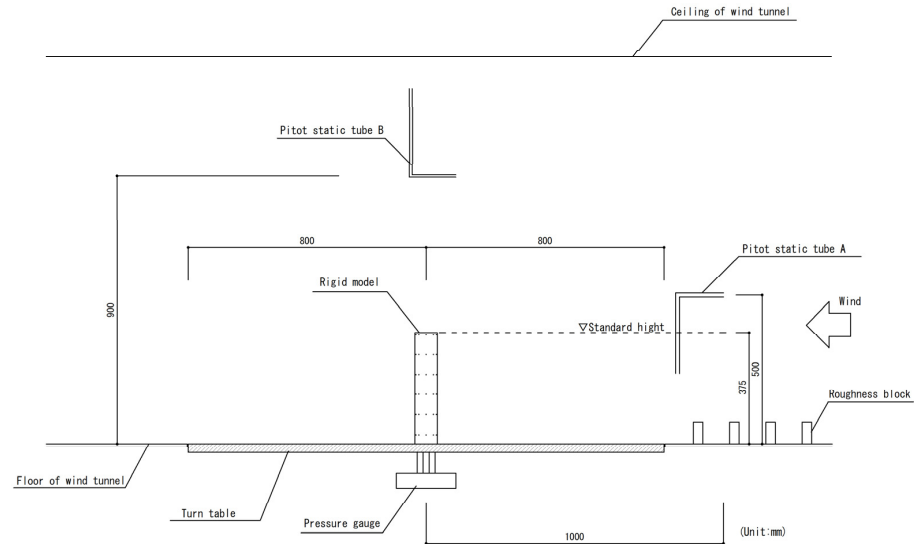 Ceiling of wind tunnel
Pitot static tube B
800
800
Pitot static tube A
Rigid model
Wind
900
▽Standard hight
500
375
Roughness block
Floor of wind tunnel
Turn table
Pressure gauge
1000
(Unit:mm)